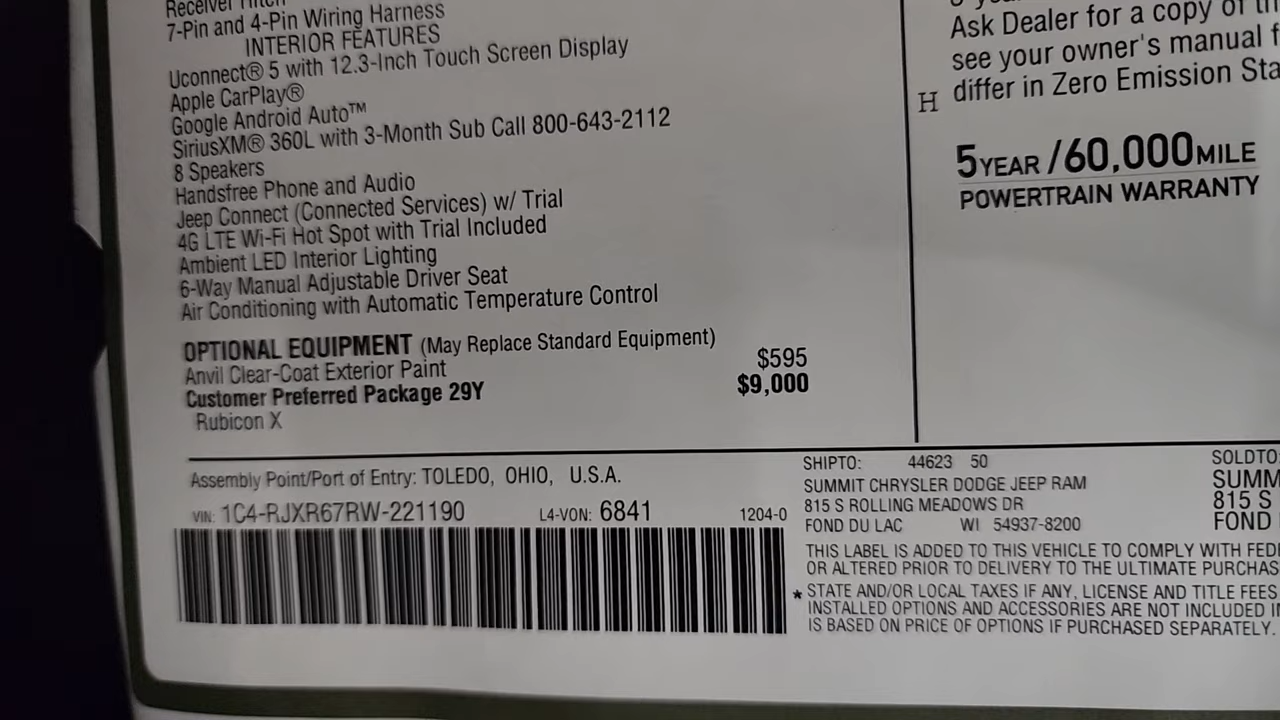 Receiver Hitch
7-Pin and 4-Pin Wiring Harness
INTERIOR FEATURES
Uconnect® 5 with 12.3-Inch Touch Screen Display
Apple CarPlay®
Google Android Auto™
SiriusXM® 360L with 3-Month Sub Call 800-643-2112
8 Speakers
Handsfree Phone and Audio
Jeep Connect (Connected Services) w/ Trial
4G LTE Wi-Fi Hot Spot with Trial Included
Ambient LED Interior Lighting
6-Way Manual Adjustable Driver Seat
Air Conditioning with Automatic Temperature Control
OPTIONAL EQUIPMENT (May Replace Standard Equipment)
Anvil Clear-Coat Exterior Paint $595
Customer Preferred Package 29Y $9,000
Rubicon X
Ask Dealer for a copy of
see your owner's manual
differ in Zero Emission
H
5 YEAR / 60,000 MILE
POWERTRAIN WARRANTY
Assembly Point/Port of Entry: TOLEDO, OHIO, U.S.A.
VIN: 1C4-RJXR67RW-221190 L4-VON: 6841 1204-0
SHIPTO: 44623 50
SUMMIT CHRYSLER DODGE JEEP RAM
815 S ROLLING MEADOWS DR
FOND DU LAC WI 54937-8200
SOLDTO:
SUMM
815 S
FOND
THIS LABEL IS ADDED TO THIS VEHICLE TO COMPLY WITH FED
OR ALTERED PRIOR TO DELIVERY TO THE ULTIMATE PURCHAS
* STATE AND/OR LOCAL TAXES IF ANY, LICENSE AND TITLE FEES
INSTALLED OPTIONS AND ACCESSORIES ARE NOT INCLUDED I
IS BASED ON PRICE OF OPTIONS IF PURCHASED SEPARATELY.